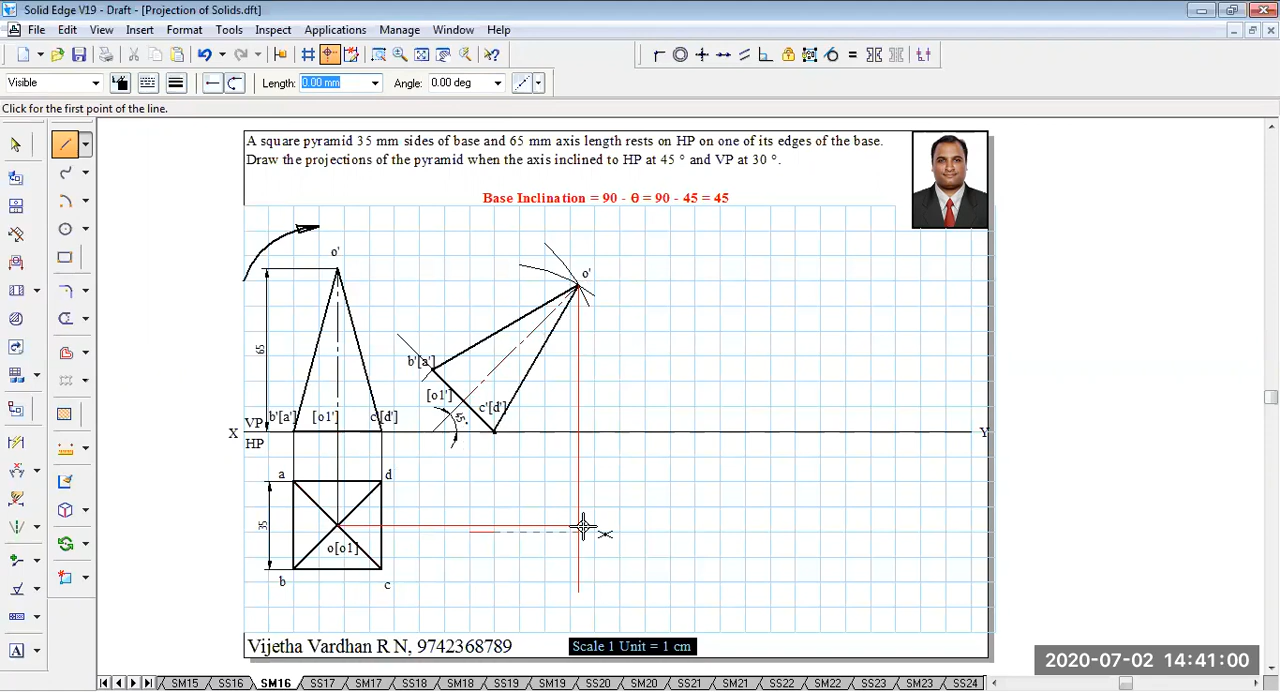 Solid Edge V19 - Draft - [Projection of Solids.dft]
File Edit View Insert Format Tools Inspect Applications Manage Window Help
Visible Length: 0.00 mm Angle: 0.00 deg
Click for the first point of the line.
A square pyramid 35 mm sides of base and 65 mm axis length rests on HP on one of its edges of the base.
Draw the projections of the pyramid when the axis inclined to HP at 45 ° and VP at 30 °.
Base Inclination = 90 - θ = 90 - 45 = 45
o'
o'
65
b'[a']
[o1']
c'[d']
45°
b'[a'] [o1'] c'[d']
VP
X Y
HP
a d
35
o[o1]
b c
Vijetha Vardhan R N, 9742368789
Scale 1 Unit = 1 cm
2020-07-02 14:41:00
SM15 SS16 SM16 SS17 SM17 SS18 SM18 SS19 SM19 SS20 SM20 SS21 SM21 SS22 SM22 SS23 SM23 SS24